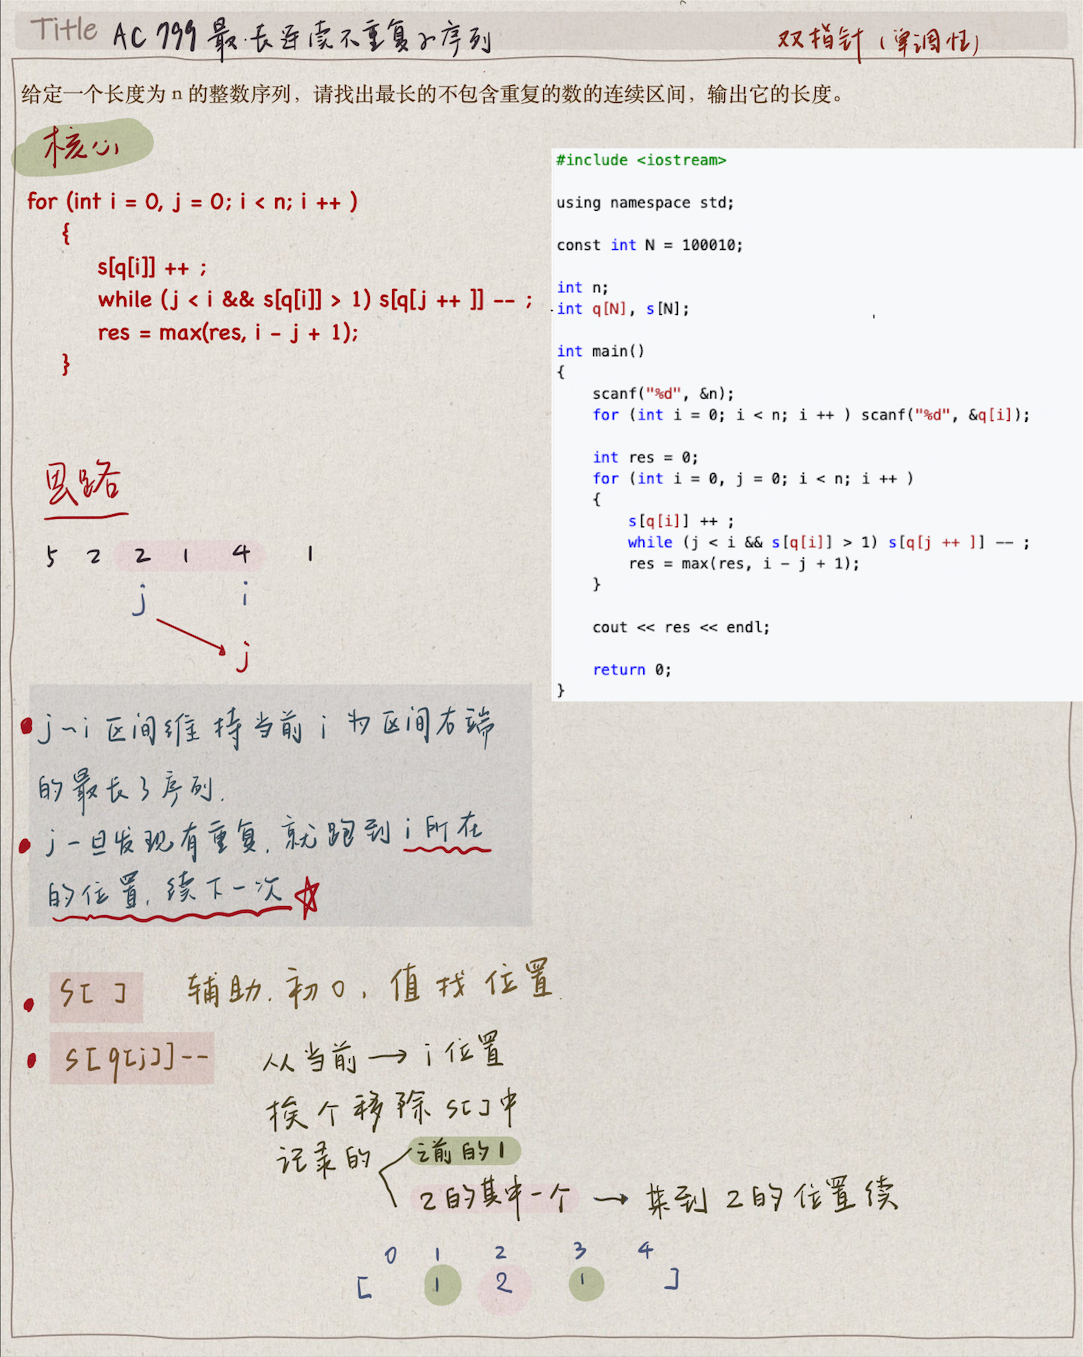 Title AC 799 最长连续不重复子序列 双指针（单调性）
给定一个长度为 n 的整数序列，请找出最长的不包含重复的数的连续区间，输出它的长度。
核心
for (int i = 0, j = 0; i < n; i ++ )
{
s[q[i]] ++ ;
while (j < i && s[q[i]] > 1) s[q[j ++ ]] -- ;
res = max(res, i - j + 1);
}
#include <iostream>
using namespace std;
const int N = 100010;
int n;
int q[N], s[N];
int main()
{
scanf("%d", &n);
for (int i = 0; i < n; i ++ ) scanf("%d", &q[i]);
int res = 0;
for (int i = 0, j = 0; i < n; i ++ )
{
s[q[i]] ++ ;
while (j < i && s[q[i]] > 1) s[q[j ++ ]] -- ;
res = max(res, i - j + 1);
}
cout << res << endl;
return 0;
}
思路
5 2 2 1 4 1
j i
j
j~i 区间维持当前 i 为区间右端
的最长子序列.
j 一旦发现有重复, 就跑到 i 所在
的位置, 续下一次
S[ ] 辅助. 初0, 值找位置
S[q[j]]-- 从当前 → i 位置
挨个移除 S[]中
记录的 之前的1
2的其中一个 → 来到2的位置续
0 1 2 3 4
[ 1 2 1 ]